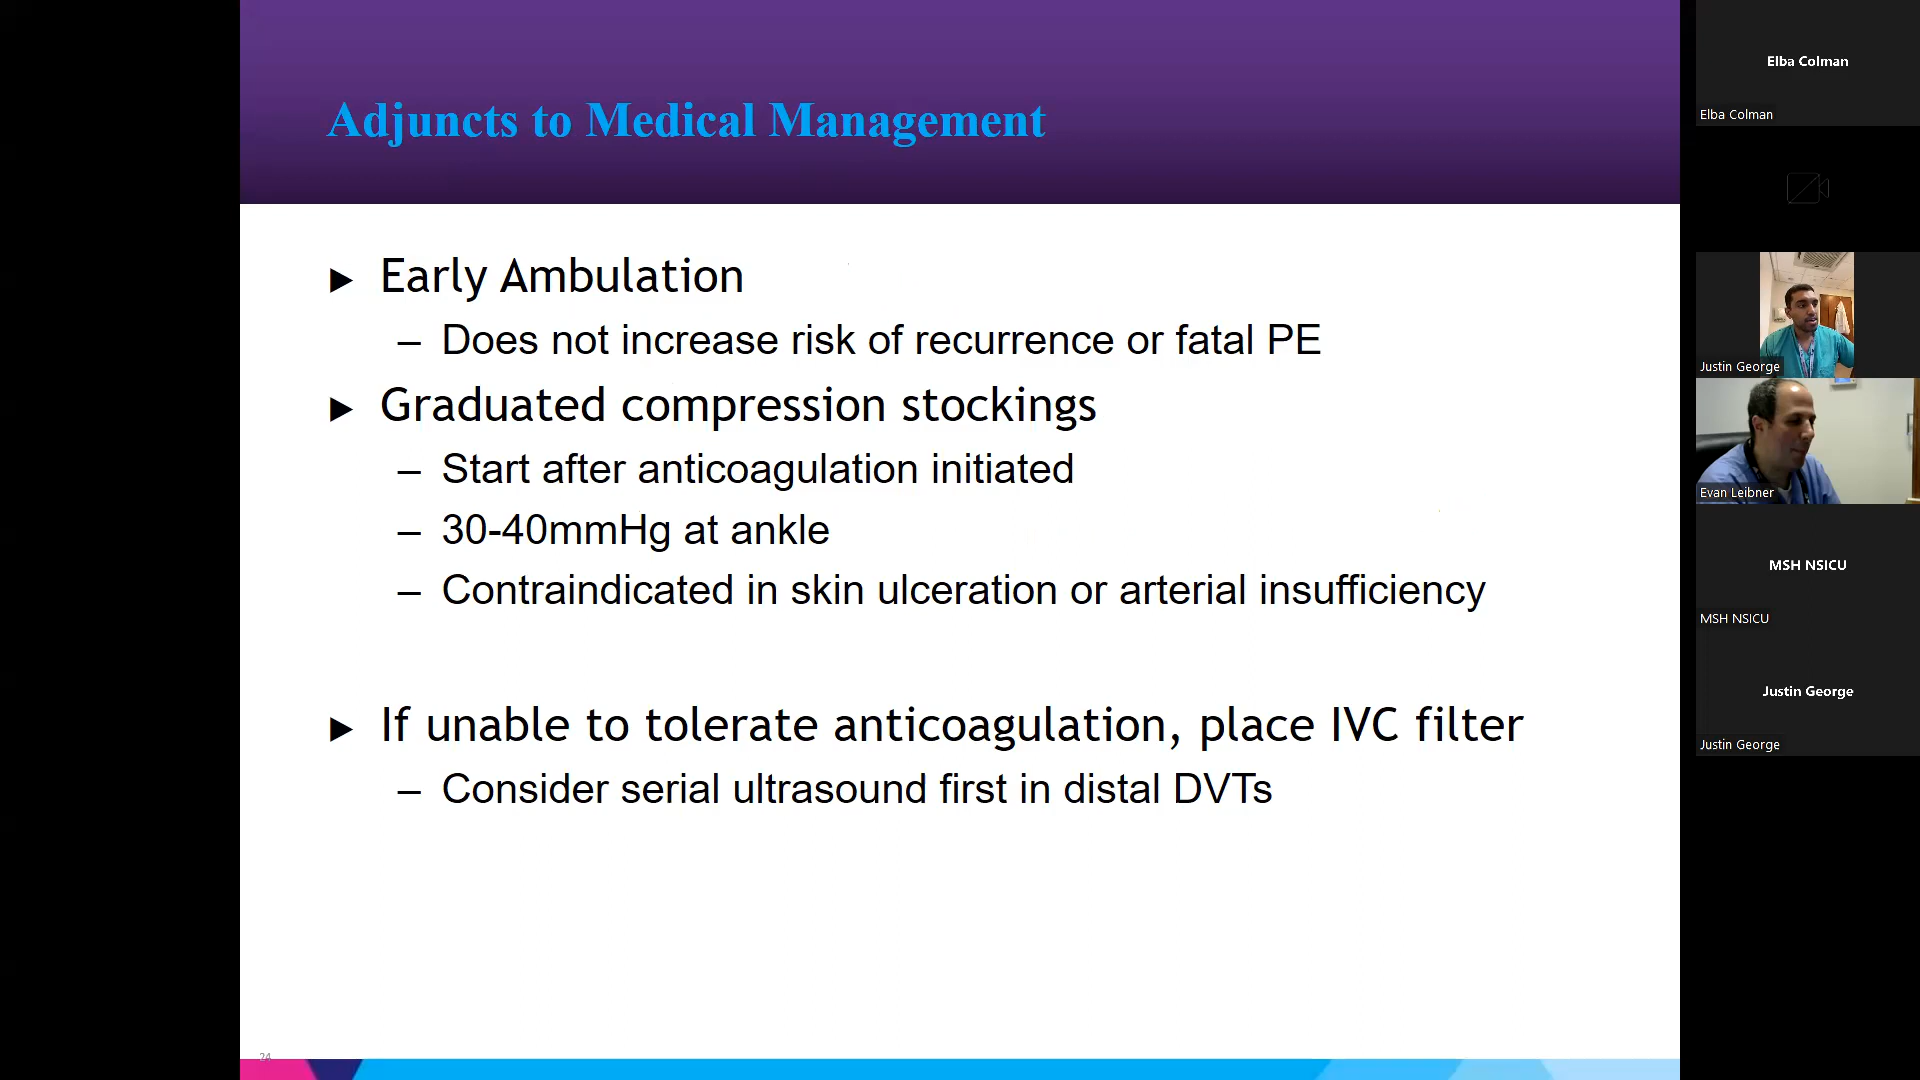 Adjuncts to Medical Management
► Early Ambulation
– Does not increase risk of recurrence or fatal PE
► Graduated compression stockings
– Start after anticoagulation initiated
– 30-40mmHg at ankle
– Contraindicated in skin ulceration or arterial insufficiency
► If unable to tolerate anticoagulation, place IVC filter
– Consider serial ultrasound first in distal DVTs
24
Elba Colman
Elba Colman
Justin George
Evan Leibner
MSH NSICU
MSH NSICU
Justin George
Justin George